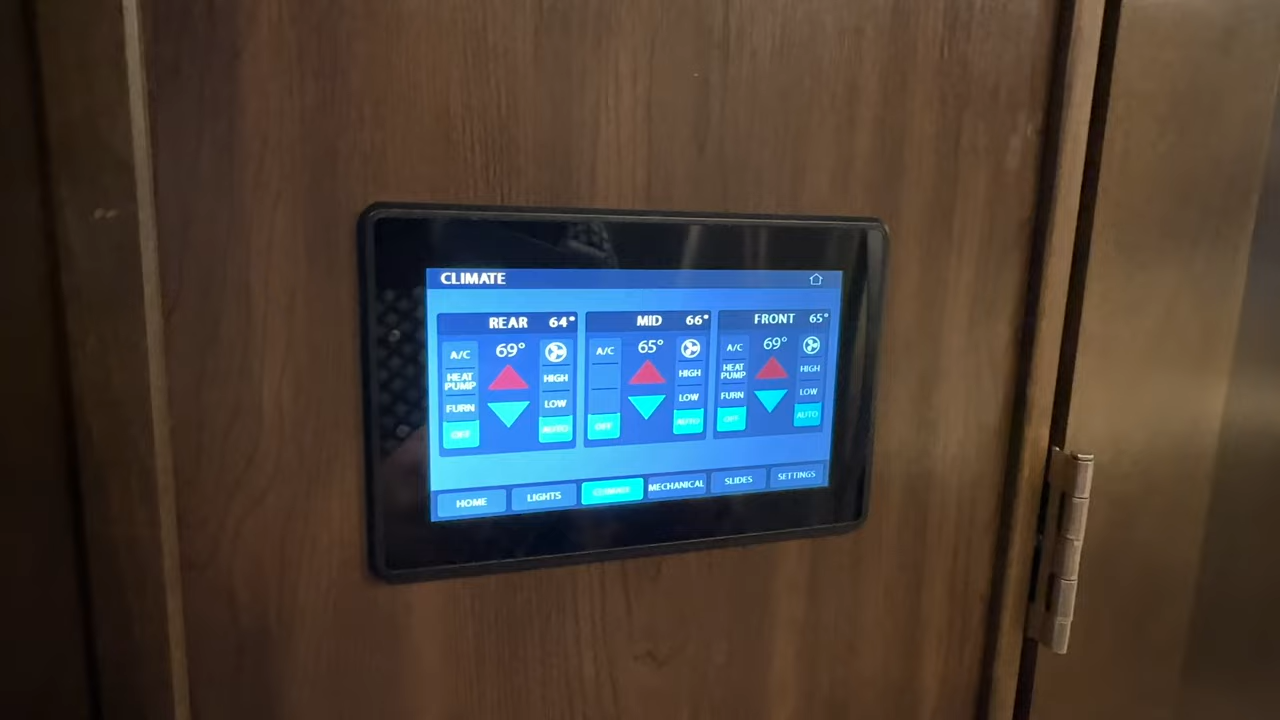 CLIMATE
REAR 64°
69°
A/C
HEAT PUMP
FURN
OFF
HIGH
LOW
AUTO
MID 66°
65°
A/C
OFF
HIGH
LOW
AUTO
FRONT 65°
69°
A/C
HEAT PUMP
FURN
OFF
HIGH
LOW
AUTO
HOME
LIGHTS
CLIMATE
MECHANICAL
SLIDES
SETTINGS